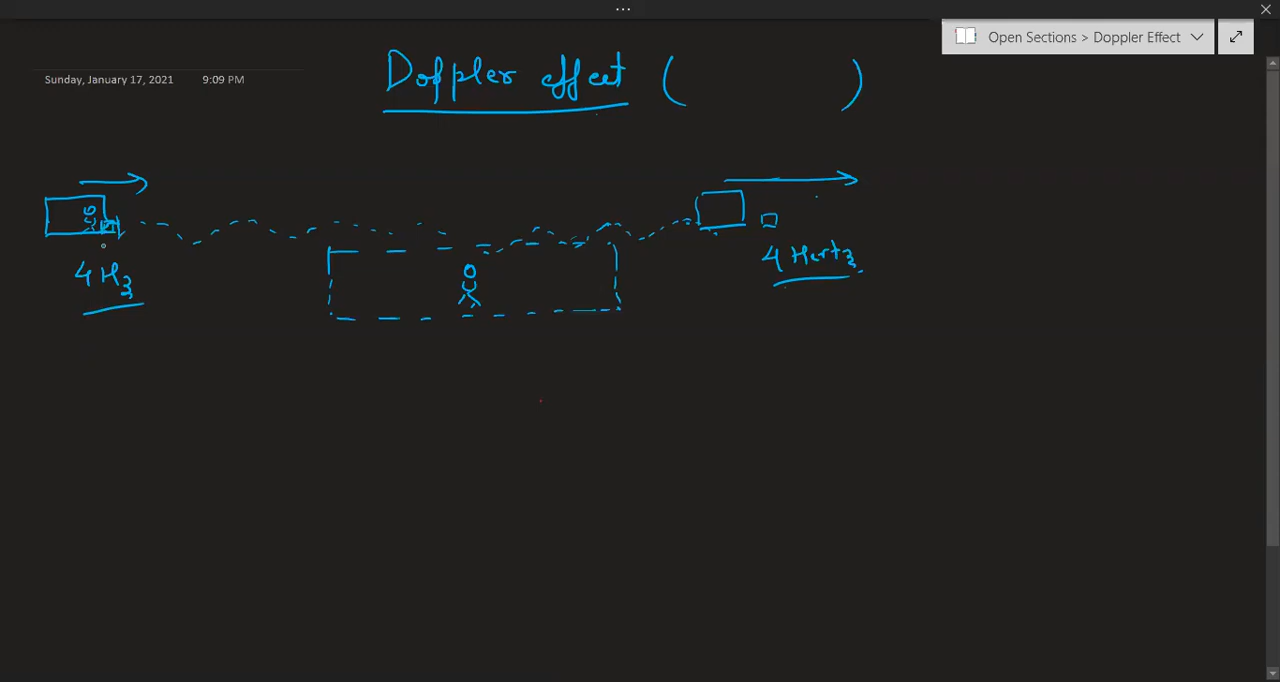 Open Sections > Doppler Effect
Sunday, January 17, 2021 9:09 PM
Doppler effect ( )
4 Hz
4 Hertz